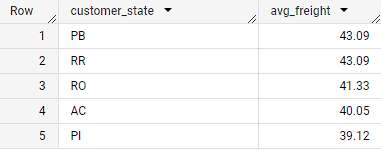 Row customer_state avg_freight
1 PB 43.09
2 RR 43.09
3 RO 41.33
4 AC 40.05
5 PI 39.12